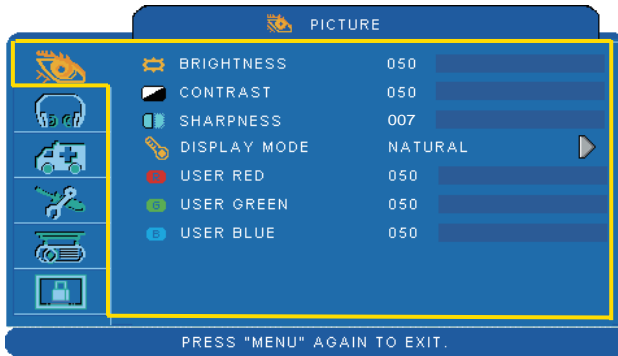 PICTURE
BRIGHTNESS 050
CONTRAST 050
SHARPNESS 007
DISPLAY MODE NATURAL
R USER RED 050
G USER GREEN 050
B USER BLUE 050
PRESS "MENU" AGAIN TO EXIT.